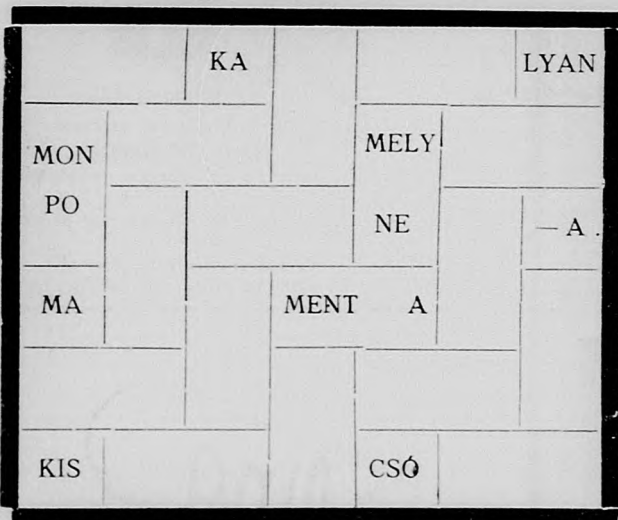 KA LYAN
MON MELY
PO NE — A
MA MENT A
KIS CSÓ